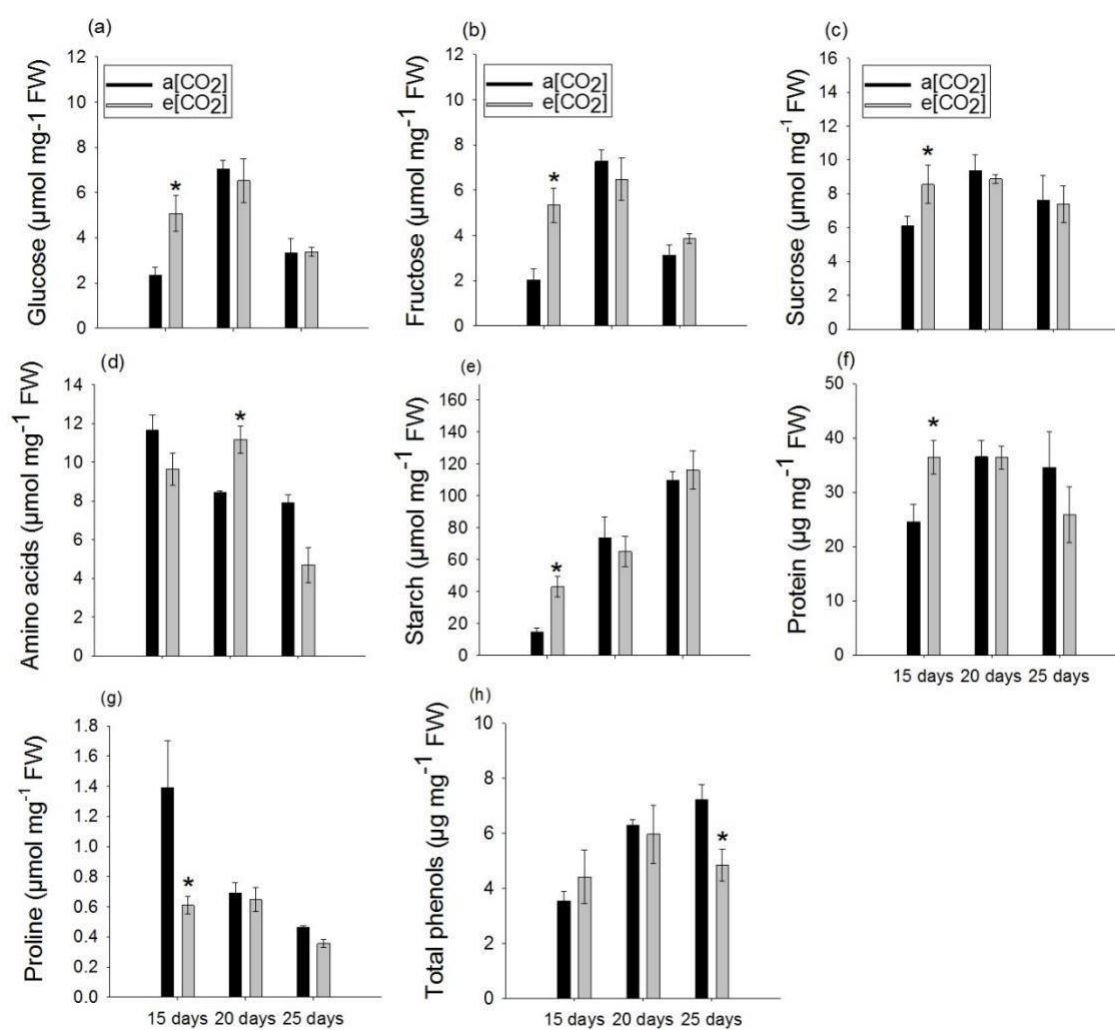 (a)
12
10
8
6
4
2
0
Glucose (µmol mg-1 FW)
a[CO2]
e[CO2]
*
(b)
12
10
8
6
4
2
0
Fructose (µmol mg-1 FW)
a[CO2]
e[CO2]
*
(c)
16
14
12
10
8
6
4
2
0
Sucrose (µmol mg-1 FW)
a[CO2]
e[CO2]
*
(d)
14
12
10
8
6
4
2
0
Amino acids (µmol mg-1 FW)
*
(e)
160
140
120
100
80
60
40
20
0
Starch (µmol mg-1 FW)
*
(f)
50
40
30
20
10
0
Protein (µg mg-1 FW)
*
15 days 20 days 25 days
(g)
1.8
1.6
1.4
1.2
1.0
0.8
0.6
0.4
0.2
0.0
Proline (µmol mg-1 FW)
*
15 days 20 days 25 days
(h)
10
8
6
4
2
0
Total phenols (µg mg-1 FW)
*
15 days 20 days 25 days